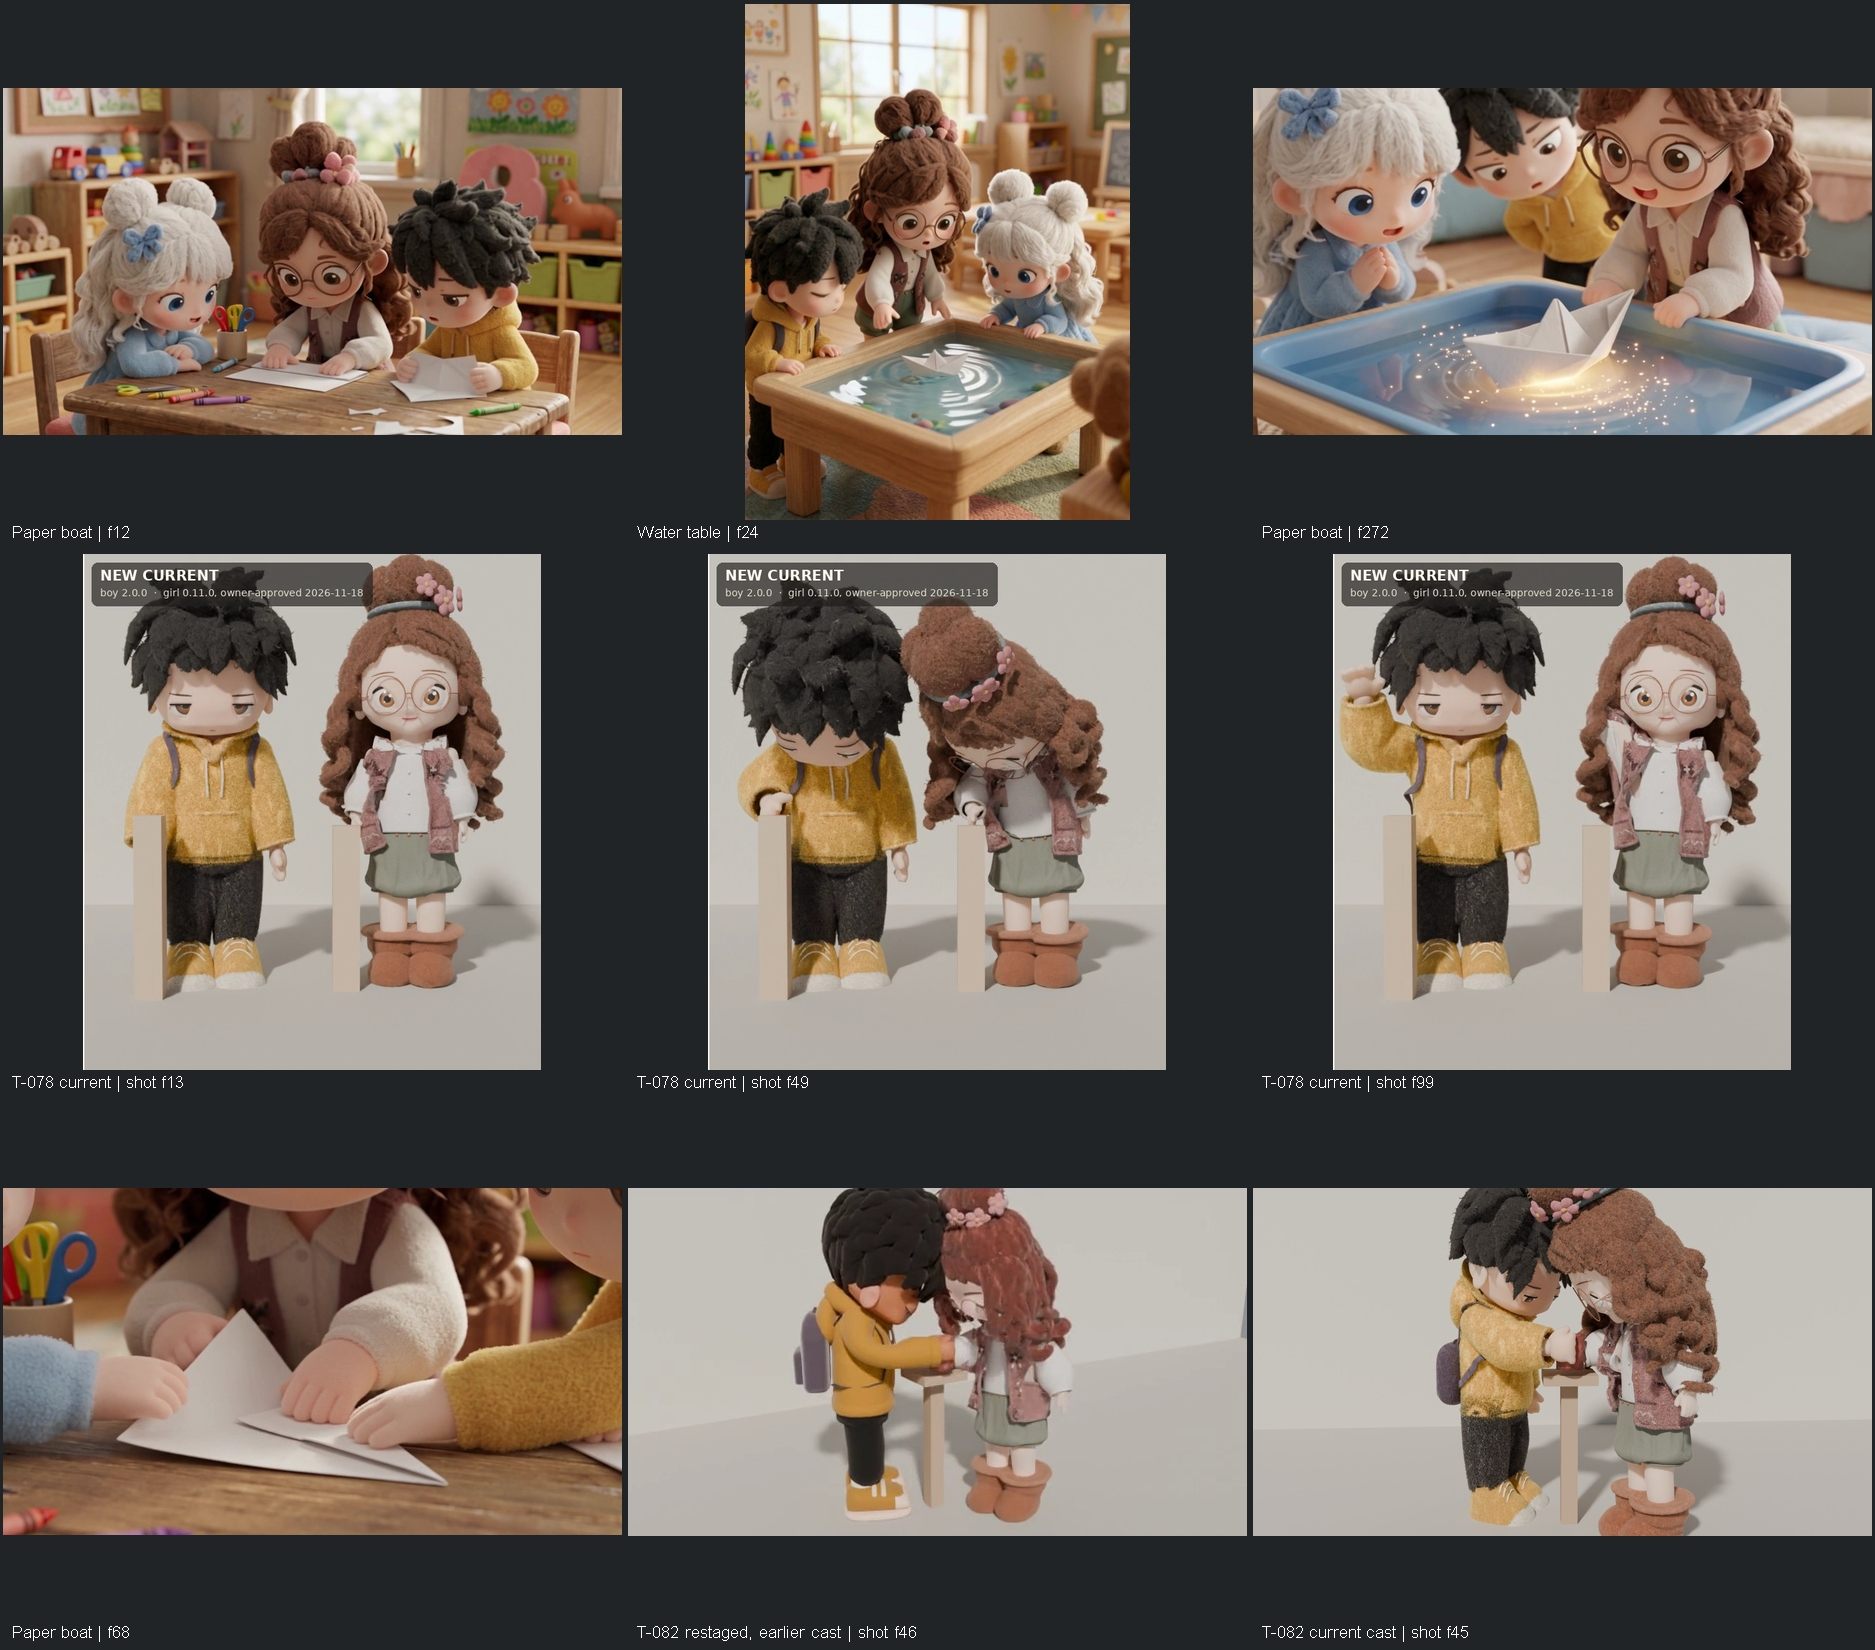 Paper boat | f12
Water table | f24
Paper boat | f272
NEW CURRENT
boy 2.0.0 · girl 0.11.0, owner-approved 2026-11-18
NEW CURRENT
boy 2.0.0 · girl 0.11.0, owner-approved 2026-11-18
NEW CURRENT
boy 2.0.0 · girl 0.11.0, owner-approved 2026-11-18
T-078 current | shot f13
T-078 current | shot f49
T-078 current | shot f99
Paper boat | f68
T-082 restaged, earlier cast | shot f46
T-082 current cast | shot f45